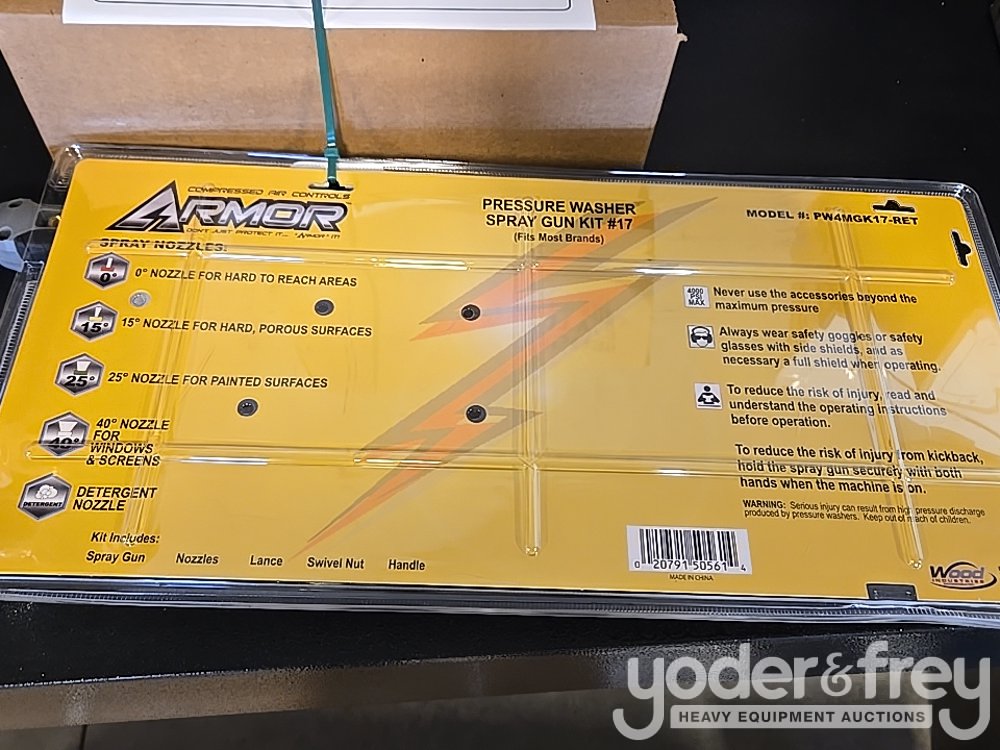 COMPRESSED AIR CONTROLS
ARMOR
DON'T JUST PROTECT IT... "ARMOR" IT!
PRESSURE WASHER
SPRAY GUN KIT #17
(Fits Most Brands)
MODEL #: PW4MGK17-RET
SPRAY NOZZLES:
0° 0° NOZZLE FOR HARD TO REACH AREAS
15° 15° NOZZLE FOR HARD, POROUS SURFACES
25° 25° NOZZLE FOR PAINTED SURFACES
40° 40° NOZZLE
FOR
WINDOWS
& SCREENS
DETERGENT DETERGENT
NOZZLE
Kit Includes:
Spray Gun Nozzles Lance Swivel Nut Handle
4000
PSI
MAX
Never use the accessories beyond the
maximum pressure
Always wear safety goggles or safety
glasses with side shields, and as
necessary a full shield when operating.
To reduce the risk of injury, read and
understand the operating instructions
before operation.
To reduce the risk of injury from kickback,
hold the spray gun securely with both
hands when the machine is on.
WARNING: Serious injury can result from high pressure discharge
produced by pressure washers. Keep out of reach of children.
0 20791 50561 4
MADE IN CHINA
Wood
INDUSTRIES
yoder&frey
HEAVY EQUIPMENT AUCTIONS